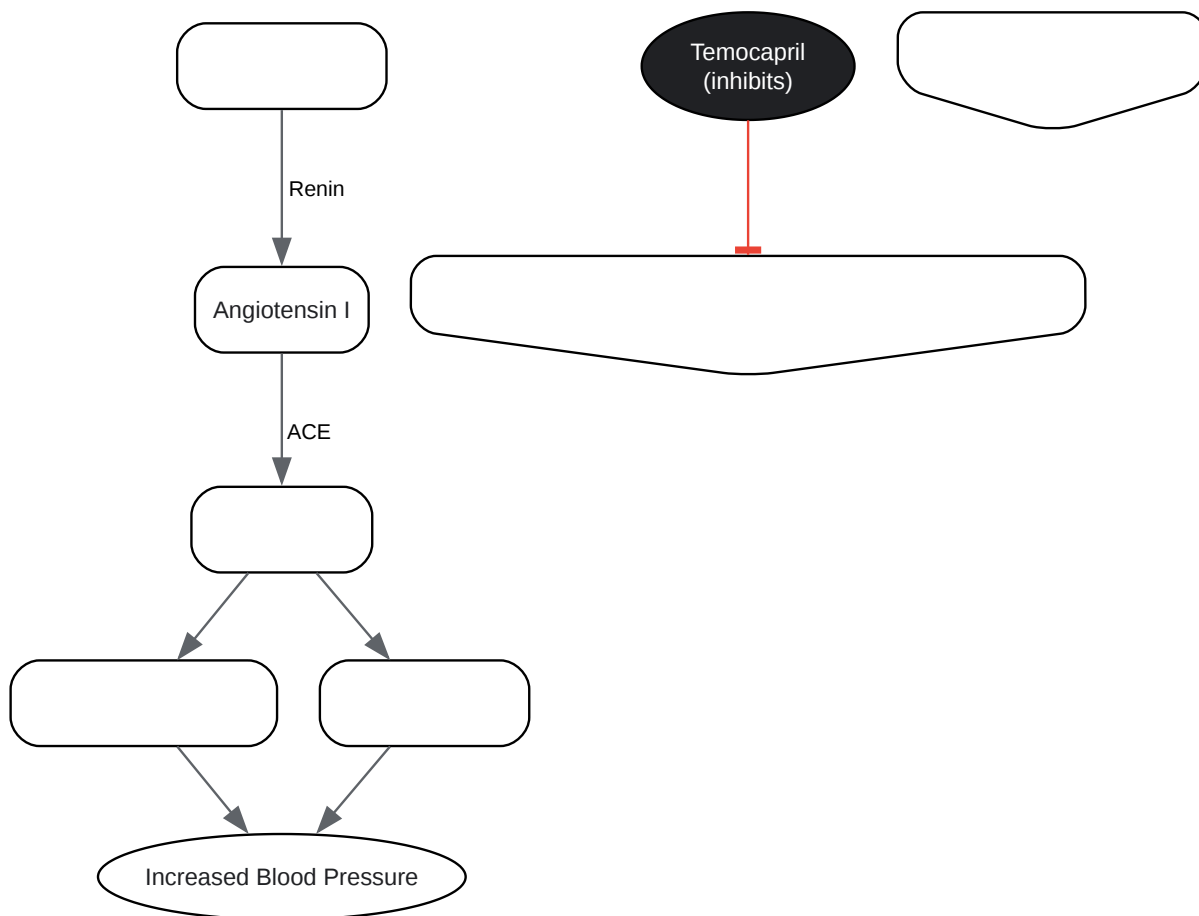 Temocapril
(inhibits)
Renin
Angiotensin I
ACE
Increased Blood Pressure